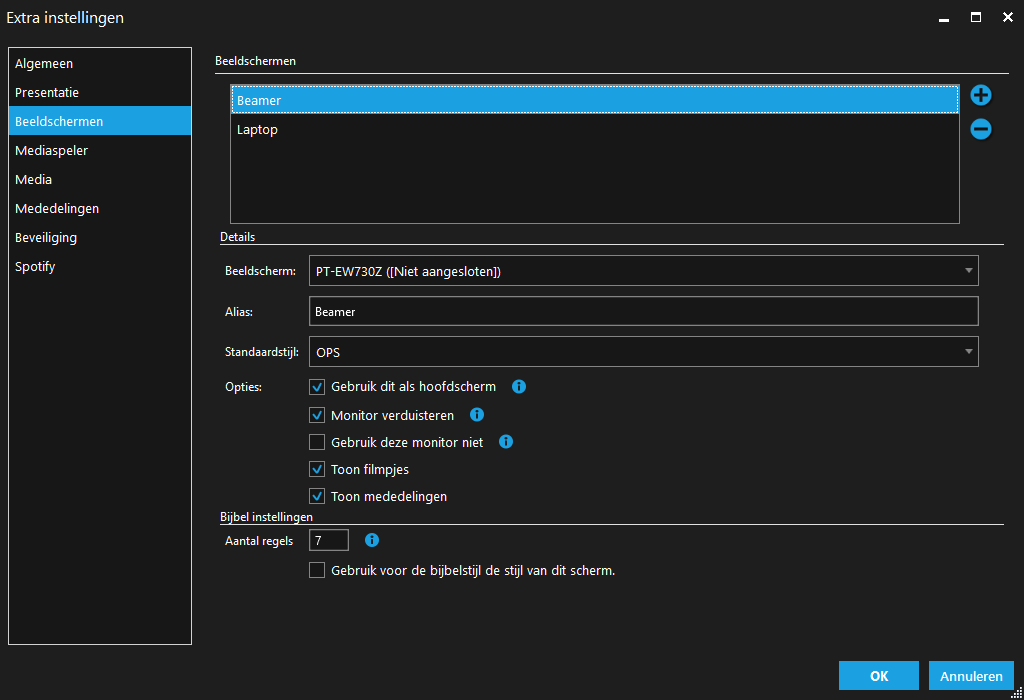 Extra instellingen
Algemeen
Presentatie
Beeldschermen
Mediaspeler
Media
Mededelingen
Beveiliging
Spotify
Beeldschermen
Beamer
Laptop
Details
Beeldscherm: PT-EW730Z ([Niet aangesloten])
Alias: Beamer
Standaardstijl: OPS
Opties: Gebruik dit als hoofdscherm
Monitor verduisteren
Gebruik deze monitor niet
Toon filmpjes
Toon mededelingen
Bijbel instellingen
Aantal regels 7
Gebruik voor de bijbelstijl de stijl van dit scherm.
OK Annuleren